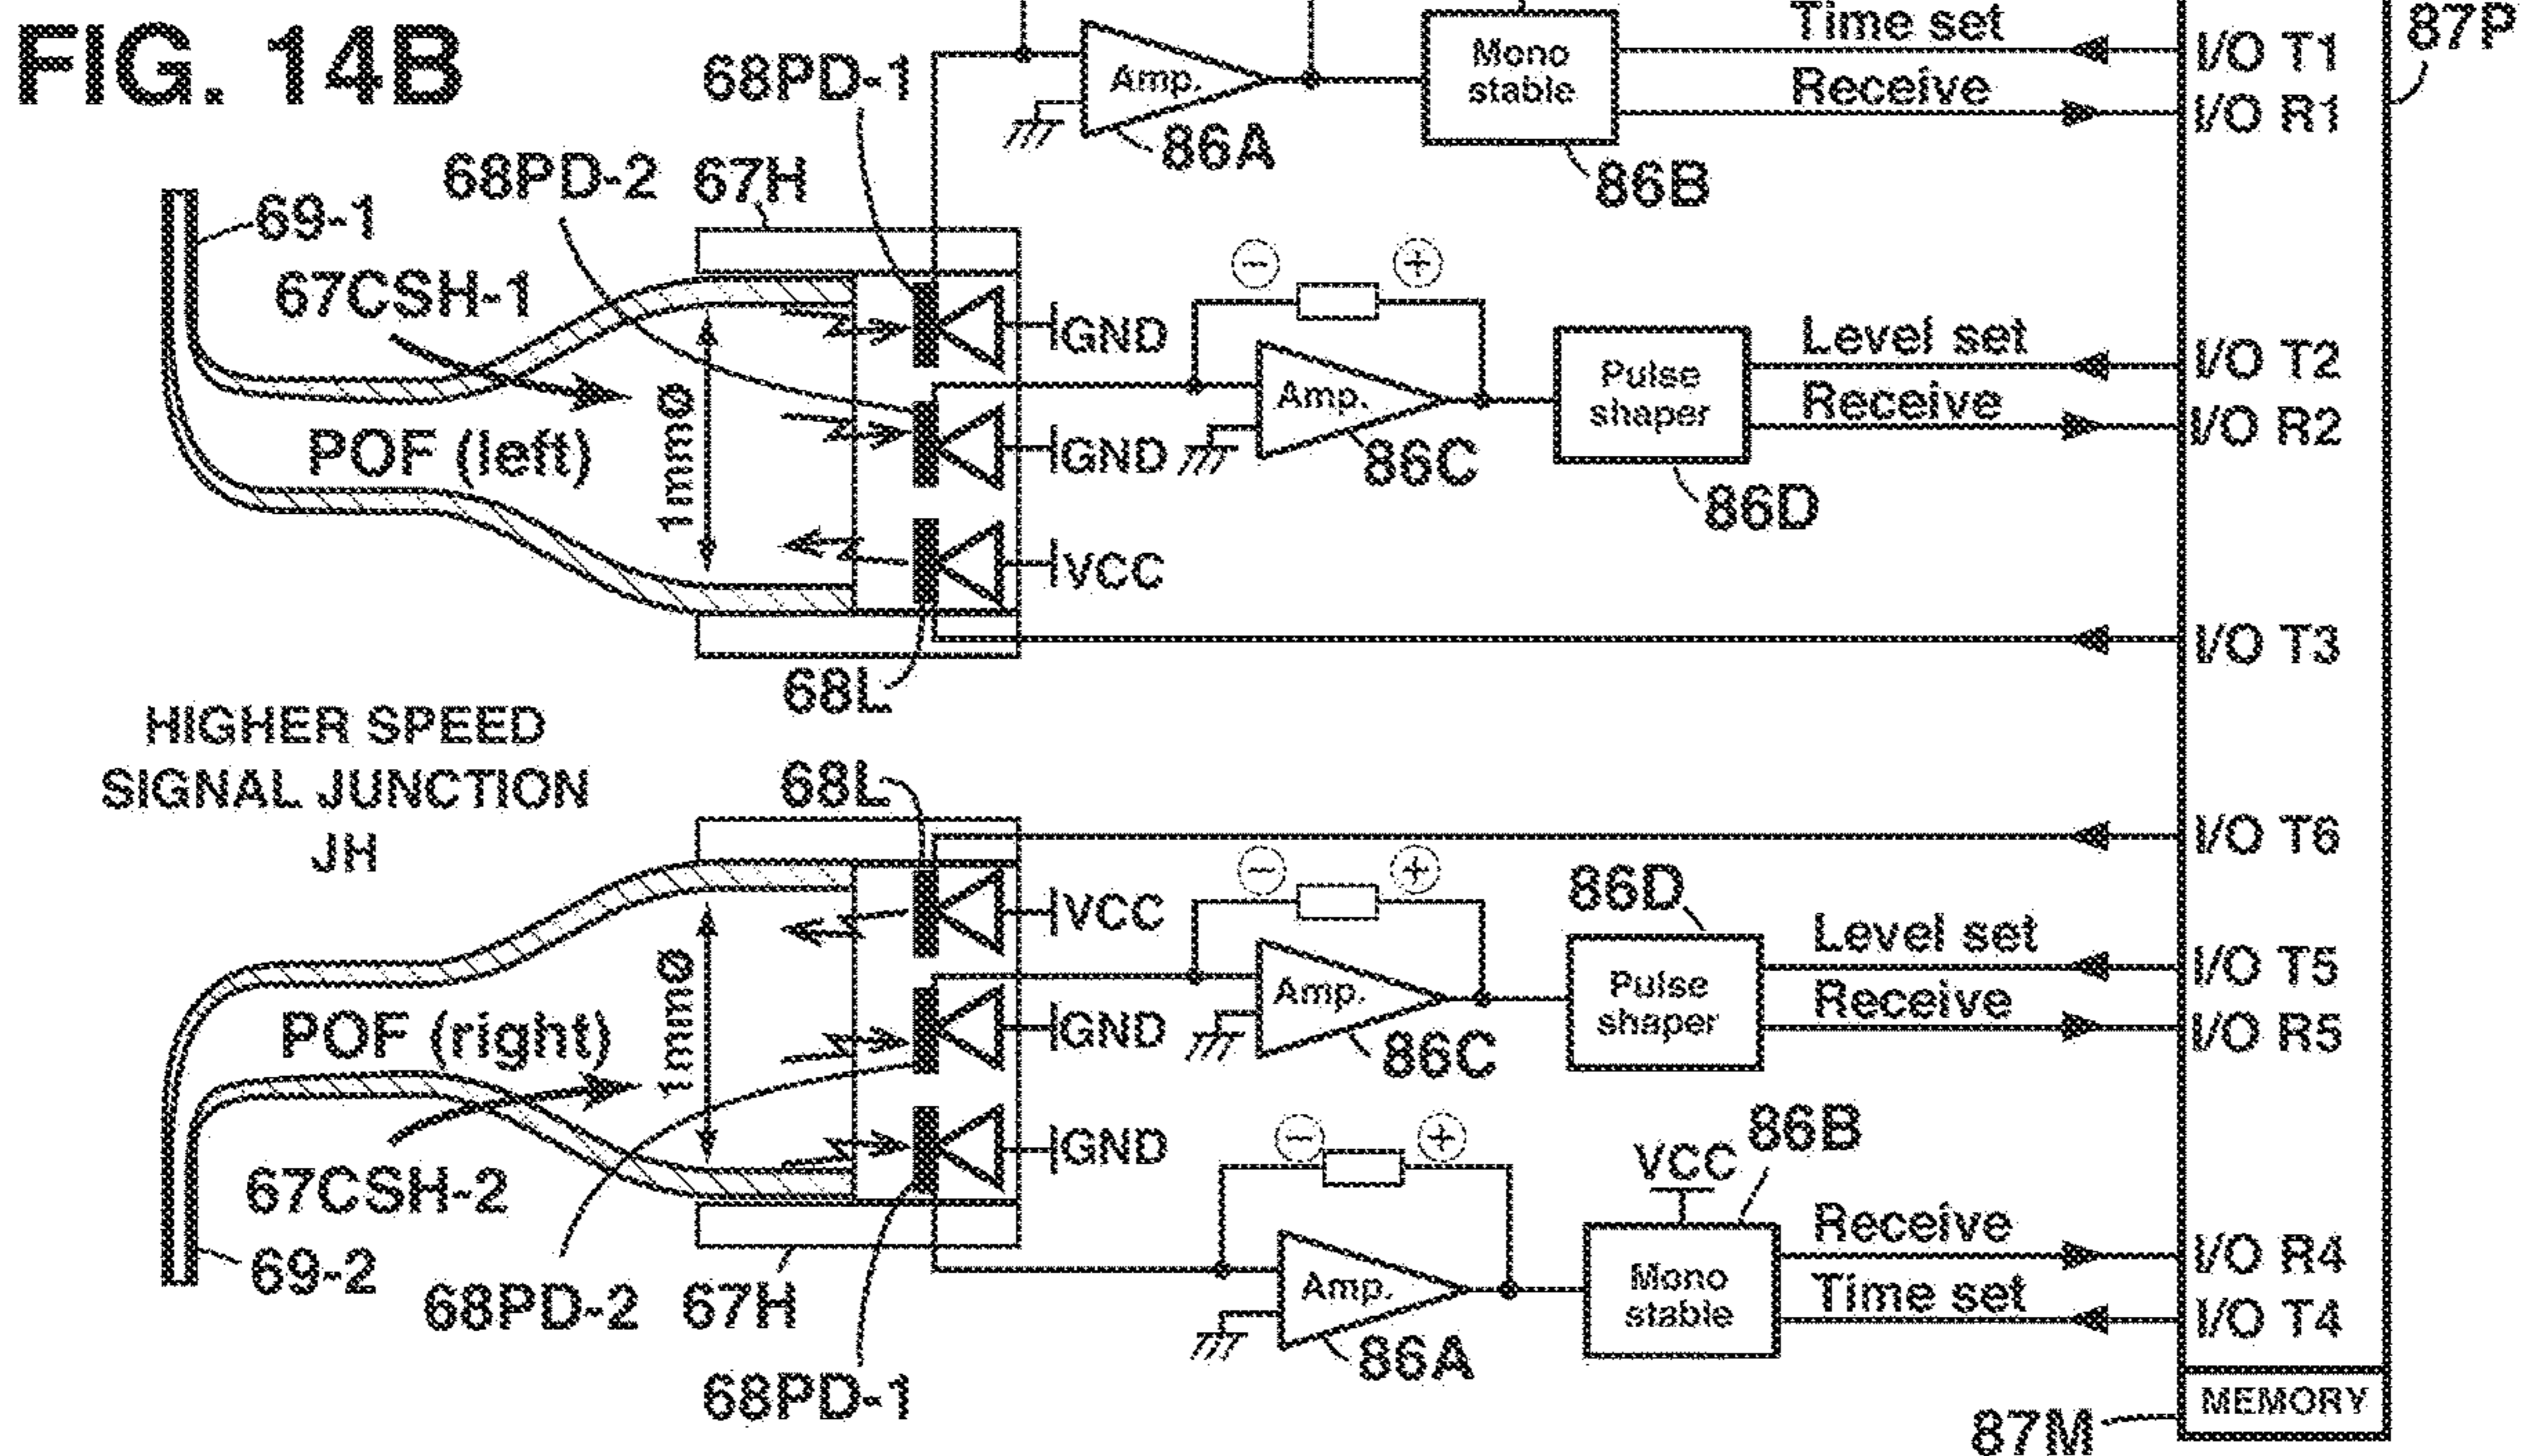 FIG. 14B
87P
Time set
Receive
I/O T1
I/O R1
Amp.
Mono
stable
86A
86B
68PD-1
68PD-2
67H
69-1
67CSH-1
POF (left)
1mmØ
GND
GND
VCC
⊖
⊕
Amp.
86C
Pulse
shaper
86D
Level set
Receive
I/O T2
I/O R2
I/O T3
68L
HIGHER SPEED
SIGNAL JUNCTION
JH
68L
I/O T6
VCC
GND
GND
⊖
⊕
Amp.
86C
86D
Pulse
shaper
Level set
Receive
I/O T5
I/O R5
POF (right)
1mmØ
67CSH-2
69-2
68PD-2
67H
68PD-1
⊖
⊕
Amp.
86A
VCC
86B
Mono
stable
Receive
Time set
I/O R4
I/O T4
MEMORY
87M